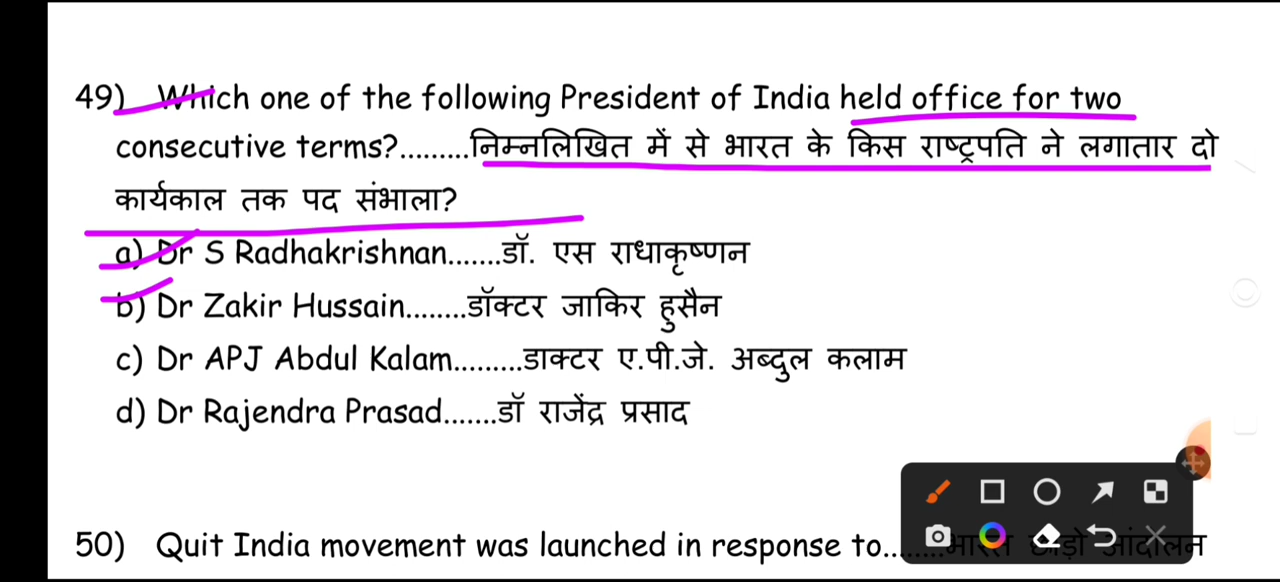 49) Which one of the following President of India held office for two
consecutive terms?.........निम्नलिखित में से भारत के किस राष्ट्रपति ने लगातार दो
कार्यकाल तक पद संभाला?
a) Dr S Radhakrishnan.......डॉ. एस राधाकृष्णन
b) Dr Zakir Hussain........डॉक्टर जाकिर हुसैन
c) Dr APJ Abdul Kalam.........डाक्टर ए.पी.जे. अब्दुल कलाम
d) Dr Rajendra Prasad.......डॉ राजेंद्र प्रसाद
50) Quit India movement was launched in response to.........भारत छोड़ो आंदोलन